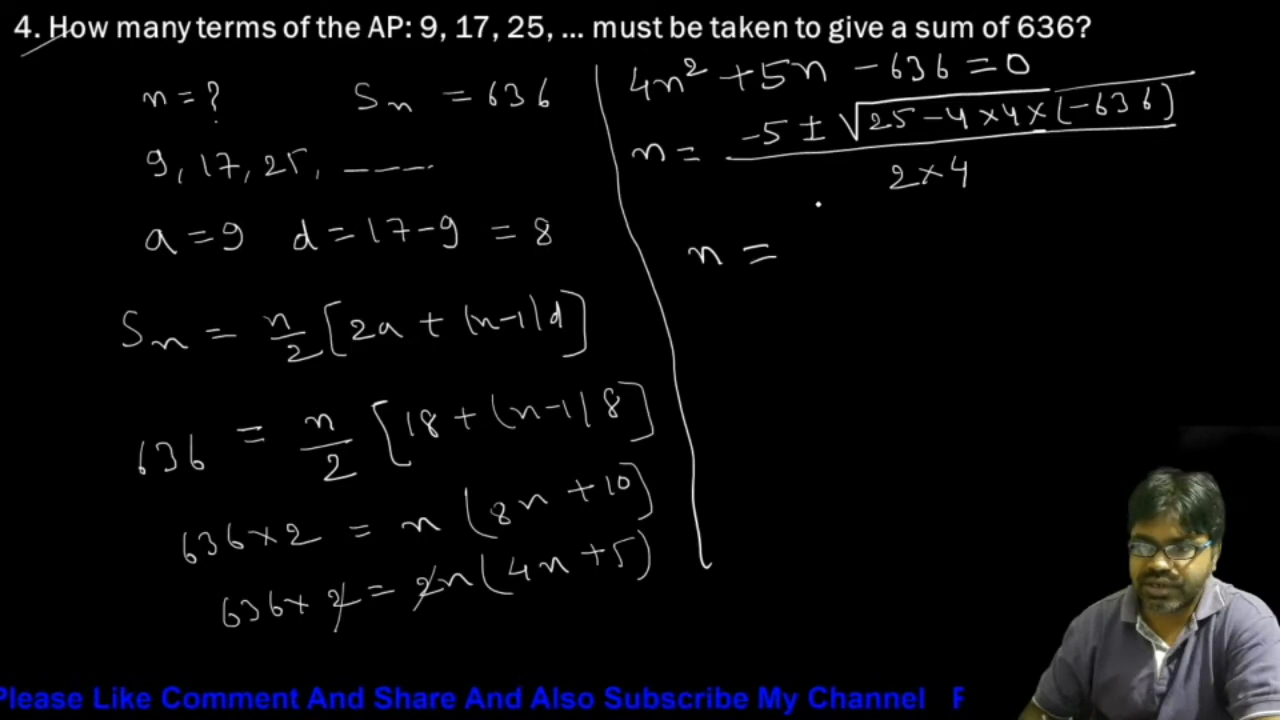 4. How many terms of the AP: 9, 17, 25, ... must be taken to give a sum of 636?
n = ? Sn = 636
9, 17, 25, ----
a = 9 d = 17-9 = 8
Sn = n/2 [2a + (n-1)d]
636 = n/2 [18 + (n-1)8]
636×2 = n (8n + 10)
636×2 = 2n (4n + 5)
4n² + 5n - 636 = 0
n = -5 ± √25-4×4×(-636) / 2×4
n =
Please Like Comment And Share And Also Subscribe My Channel